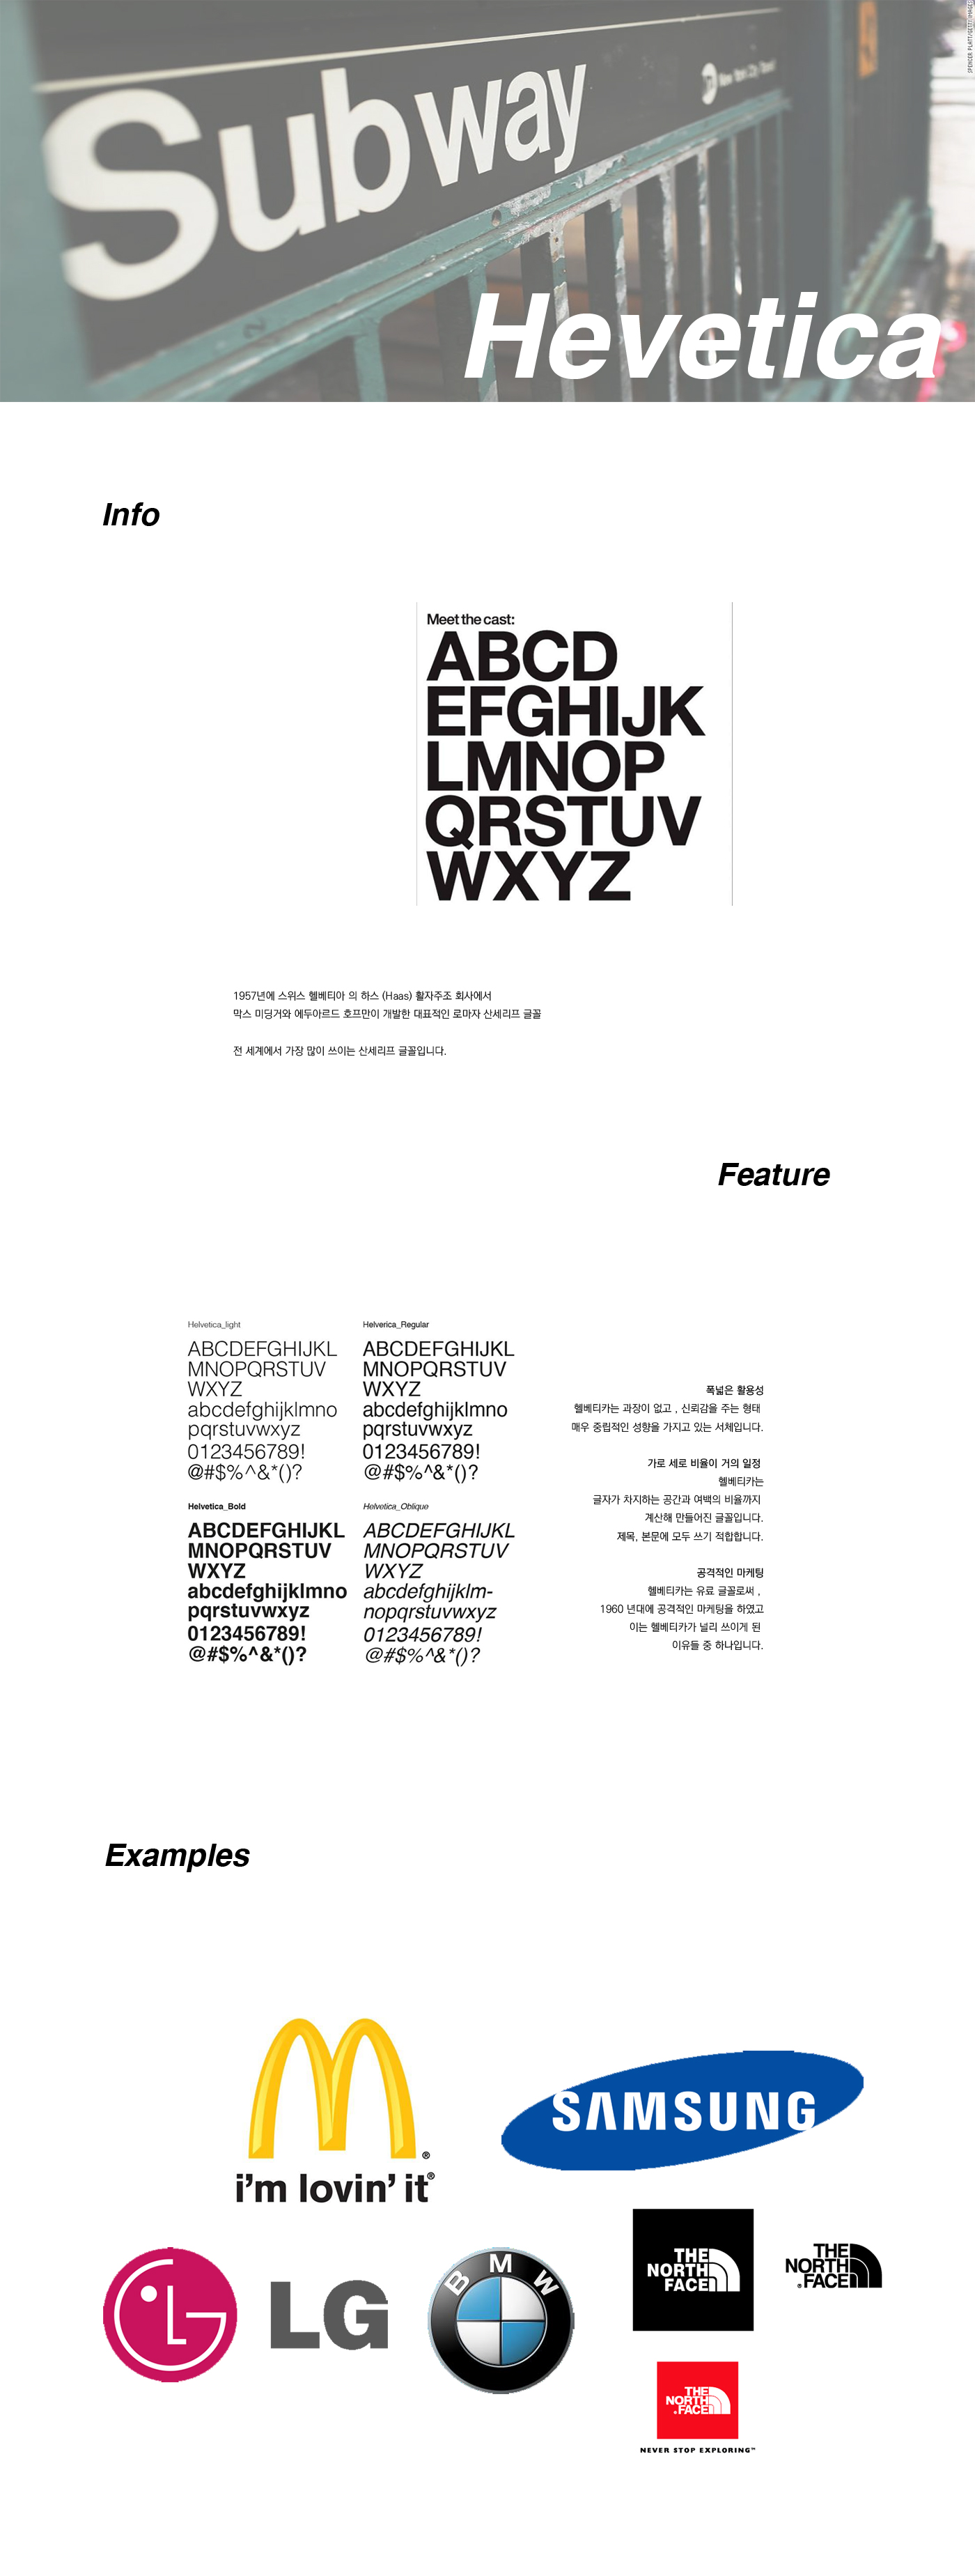 SPENCER PLATT/GETTY IMAGES
Subway
New York City Transit
Hevetica
Info
Meet the cast:
ABCD
EFGHIJK
LMNOP
QRSTUV
WXYZ
1957년에 스위스 헬베티아 의 하스 (Haas) 활자주조 회사에서
막스 미딩거와 에두아르드 호프만이 개발한 대표적인 로마자 산세리프 글꼴
전 세계에서 가장 많이 쓰이는 산세리프 글꼴입니다.
Feature
Helvetica_light
ABCDEFGHIJKL
MNOPQRSTUV
WXYZ
abcdefghijklmno
pqrstuvwxyz
0123456789!
@#$%^&*()?
Helverica_Regular
ABCDEFGHIJKL
MNOPQRSTUV
WXYZ
abcdefghijklmno
pqrstuvwxyz
0123456789!
@#$%^&*()?
Helvetica_Bold
ABCDEFGHIJKL
MNOPQRSTUV
WXYZ
abcdefghijklmno
pqrstuvwxyz
0123456789!
@#$%^&*()?
Helvetica_Oblique
ABCDEFGHIJKL
MNOPQRSTUV
WXYZ
abcdefghijklm-
nopqrstuvwxyz
0123456789!
@#$%^&*()?
폭넓은 활용성
헬베티카는 과장이 없고 , 신뢰감을 주는 형태
매우 중립적인 성향을 가지고 있는 서체입니다.
가로 세로 비율이 거의 일정
헬베티카는
글자가 차지하는 공간과 여백의 비율까지
계산해 만들어진 글꼴입니다.
제목, 본문에 모두 쓰기 적합합니다.
공격적인 마케팅
헬베티카는 유료 글꼴로써 ,
1960 년대에 공격적인 마케팅을 하였고
이는 헬베티카가 널리 쓰이게 된
이유들 중 하나입니다.
Examples
®
i'm lovin' it®
SAMSUNG
LG
LG
BMW
THE
NORTH
FACE
THE
NORTH
FACE
THE
NORTH
FACE
NEVER STOP EXPLORING™